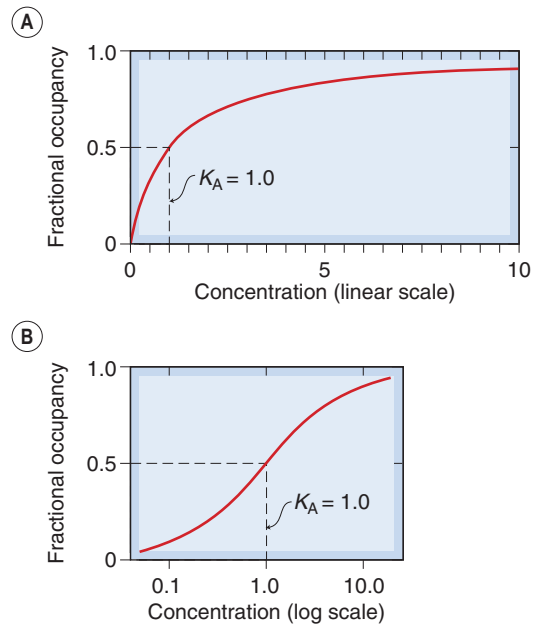 A
Fractional occupancy
1.0
0.5
0
K_A = 1.0
0 5 10
Concentration (linear scale)
B
Fractional occupancy
1.0
0.5
0
K_A = 1.0
0.1 1.0 10.0
Concentration (log scale)